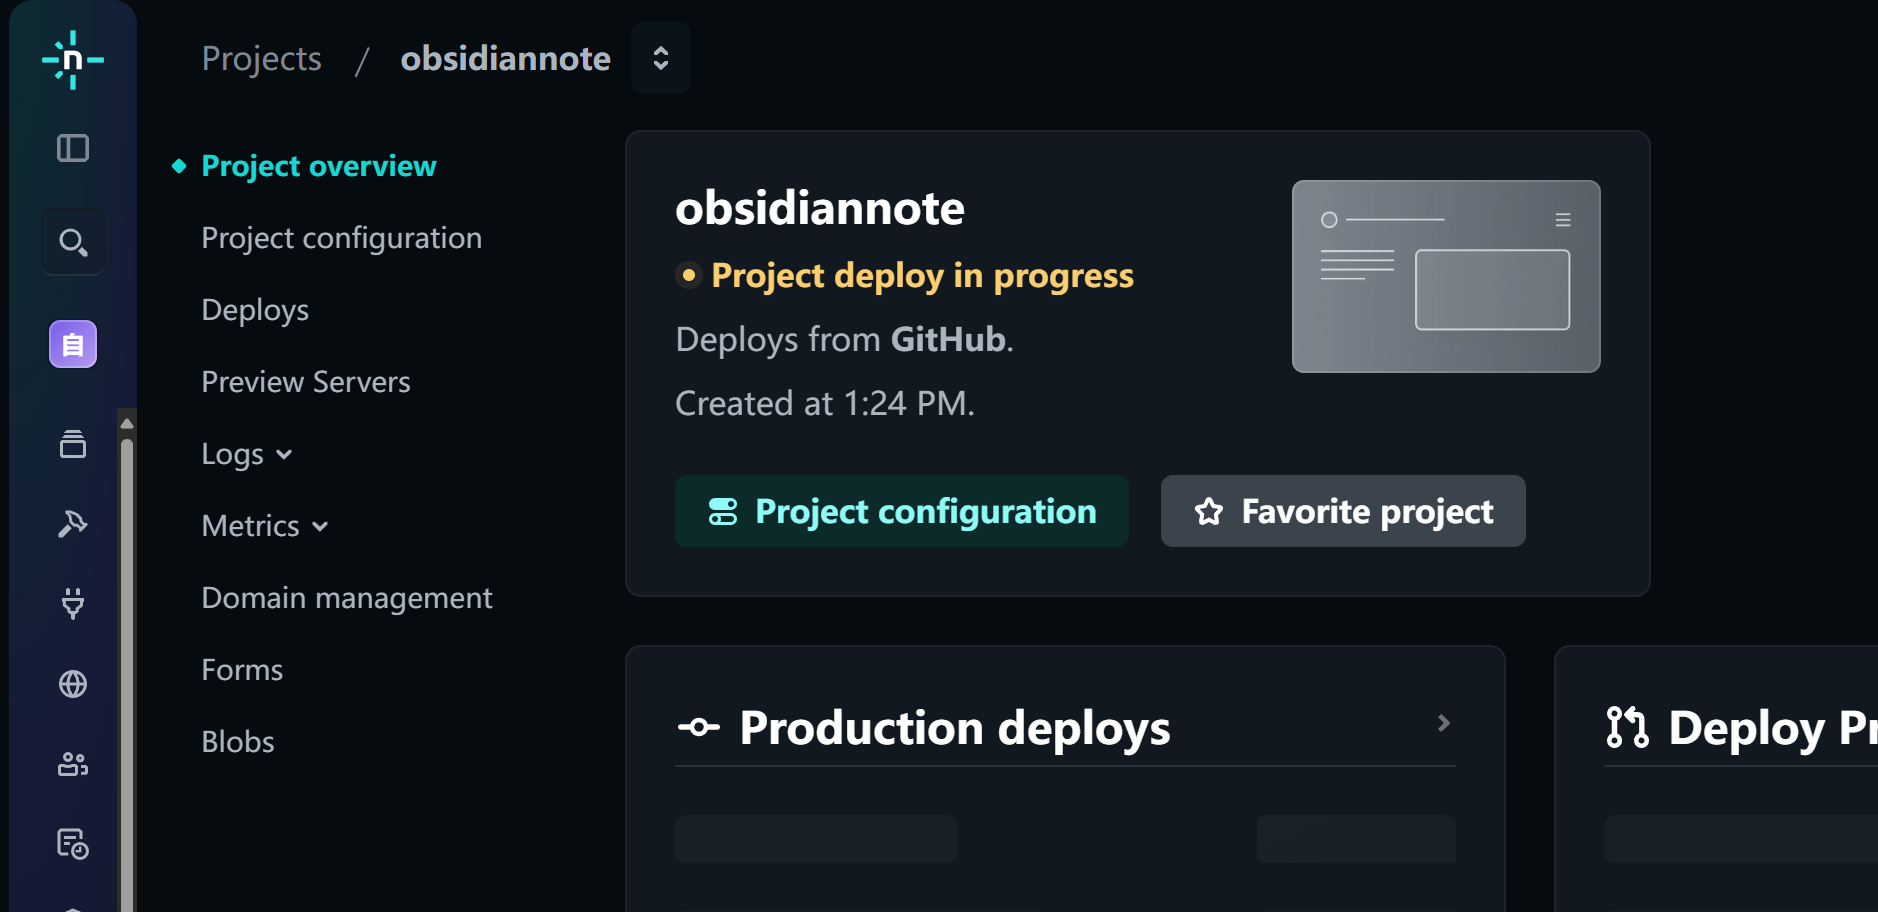 n
Projects / obsidiannote
Project overview
Project configuration
Deploys
Preview Servers
Logs
Metrics
Domain management
Forms
Blobs
obsidiannote
Project deploy in progress
Deploys from GitHub.
Created at 1:24 PM.
Project configuration
Favorite project
Production deploys
Deploy